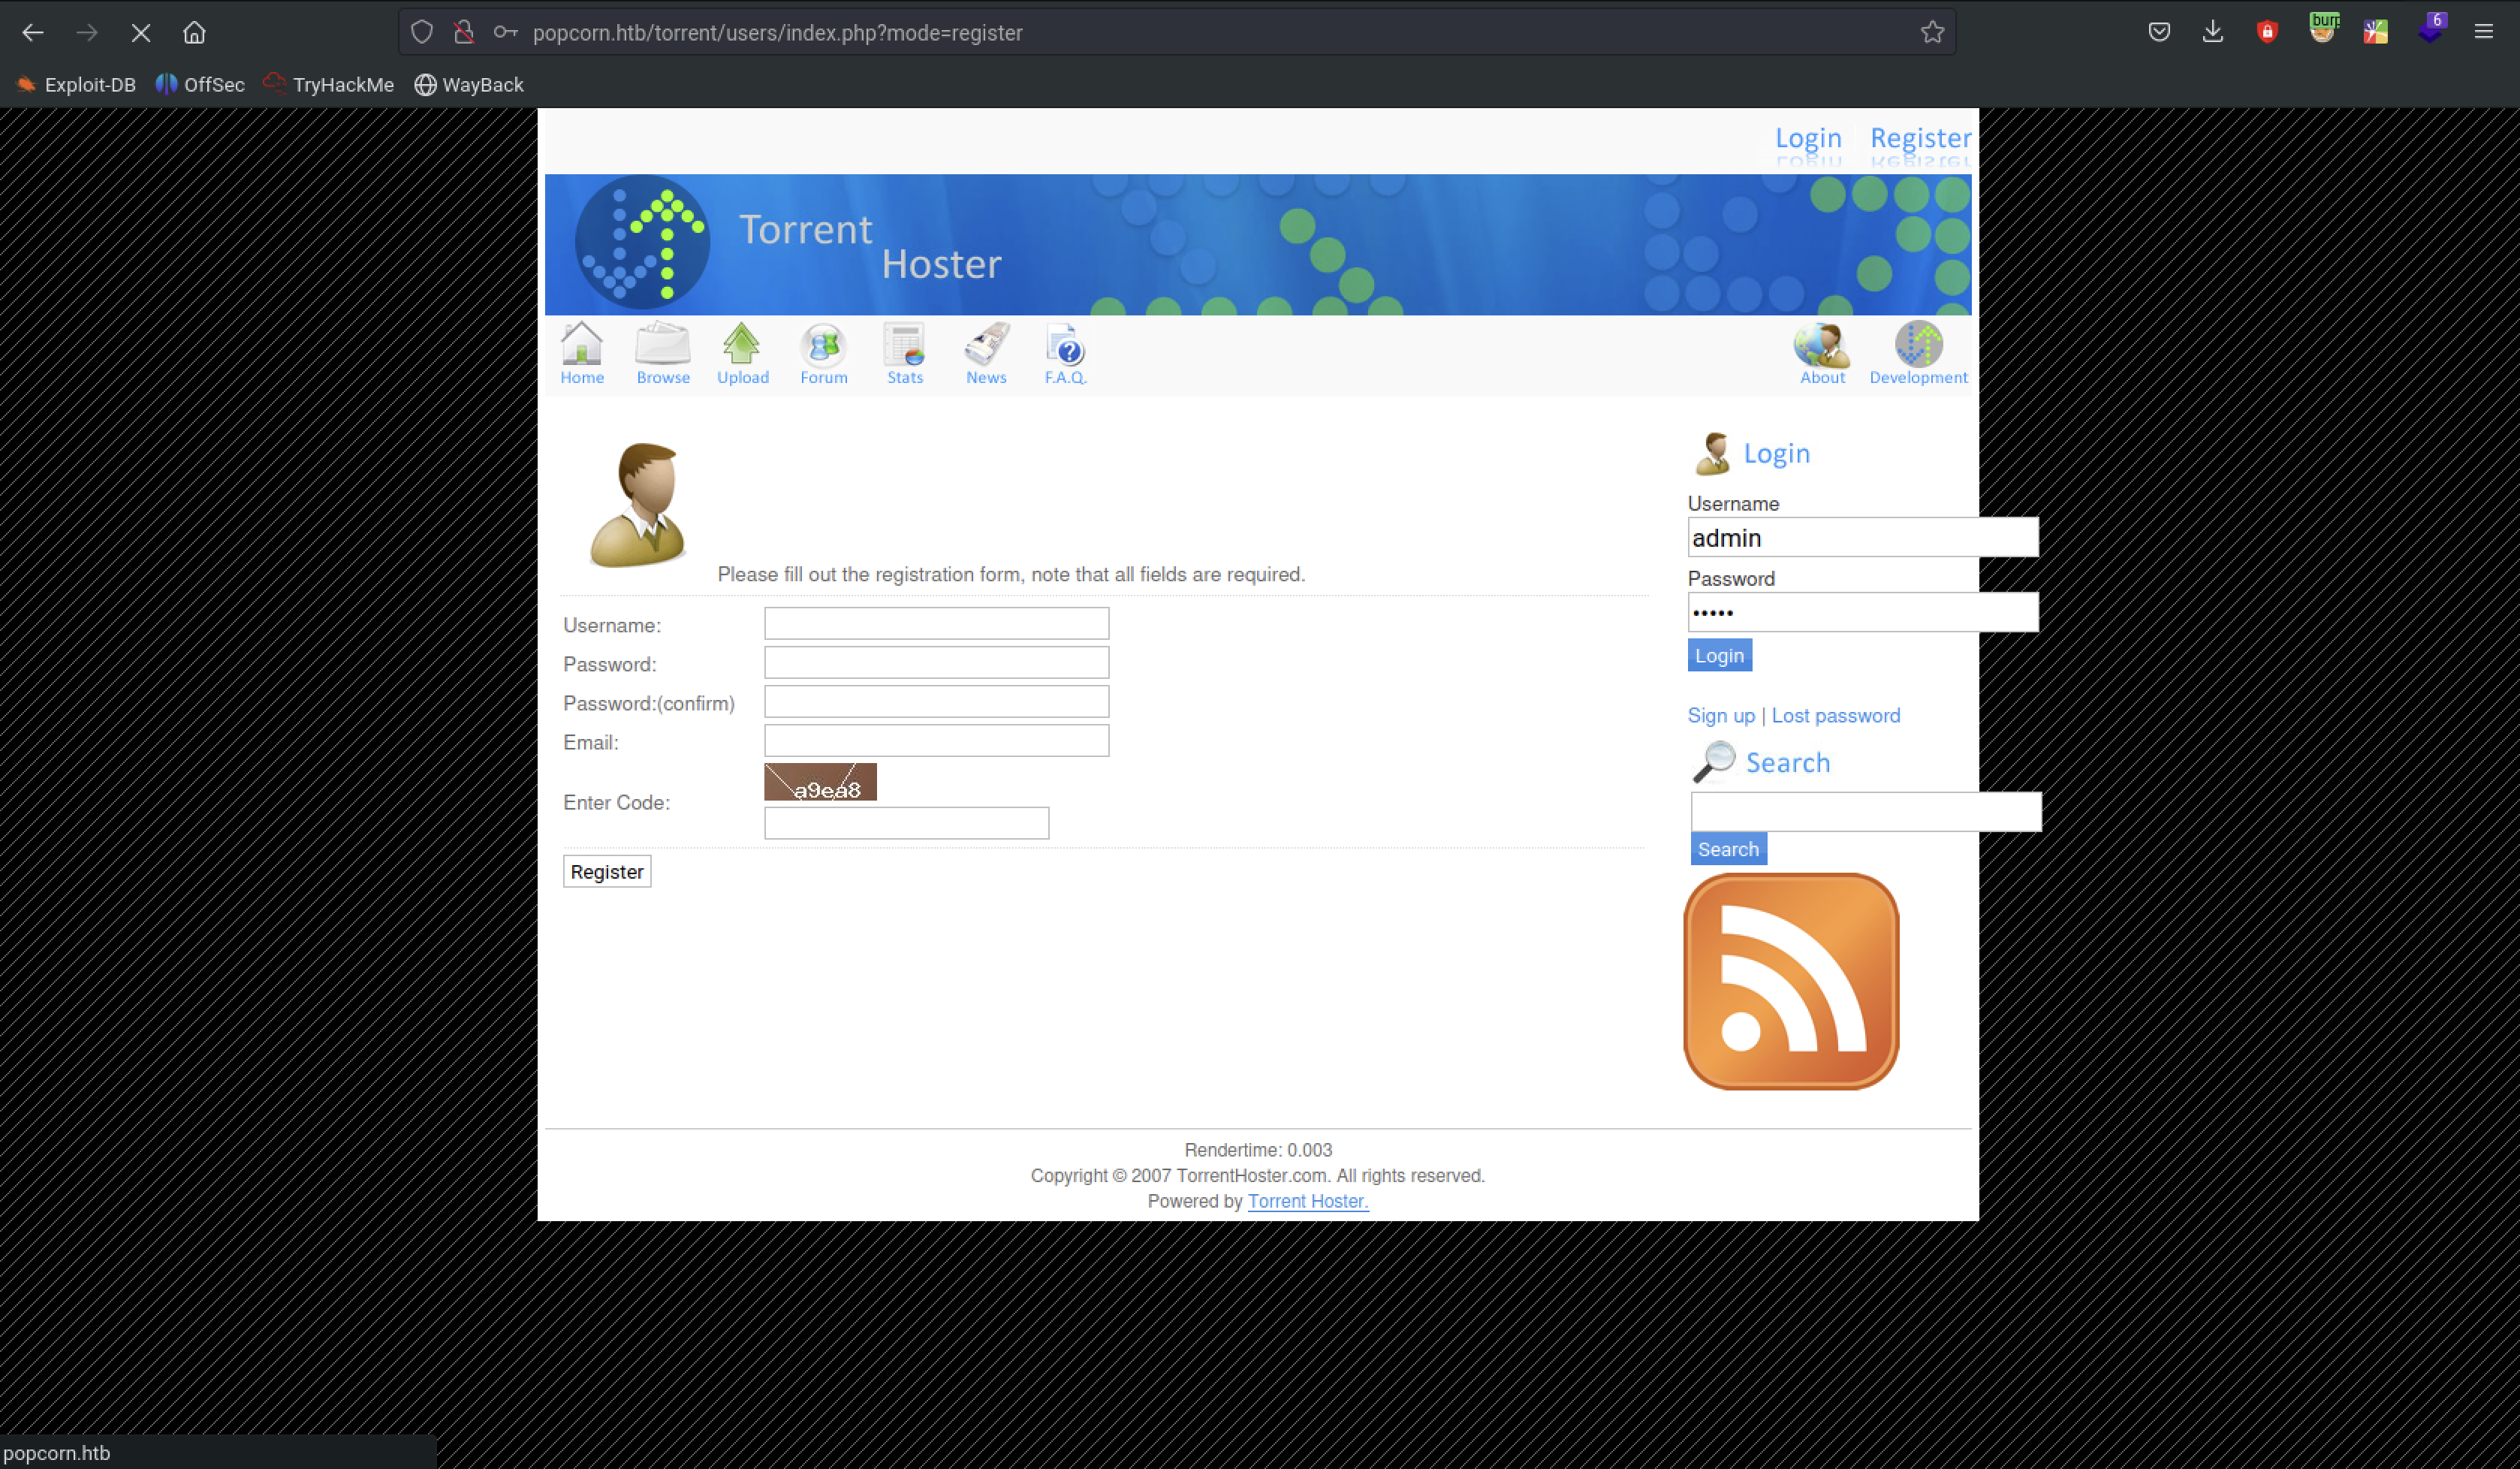 popcorn.htb/torrent/users/index.php?mode=register
burp
6
Exploit-DB OffSec TryHackMe WayBack
Login Register
Torrent
Hoster
Home Browse Upload Forum Stats News F.A.Q. About Development
Please fill out the registration form, note that all fields are required.
Username:
Password:
Password:(confirm)
Email:
a9ea8
Enter Code:
Register
Login
Username
admin
Password
•••••
Login
Sign up | Lost password
Search
Search
Rendertime: 0.003
Copyright © 2007 TorrentHoster.com. All rights reserved.
Powered by Torrent Hoster.
popcorn.htb